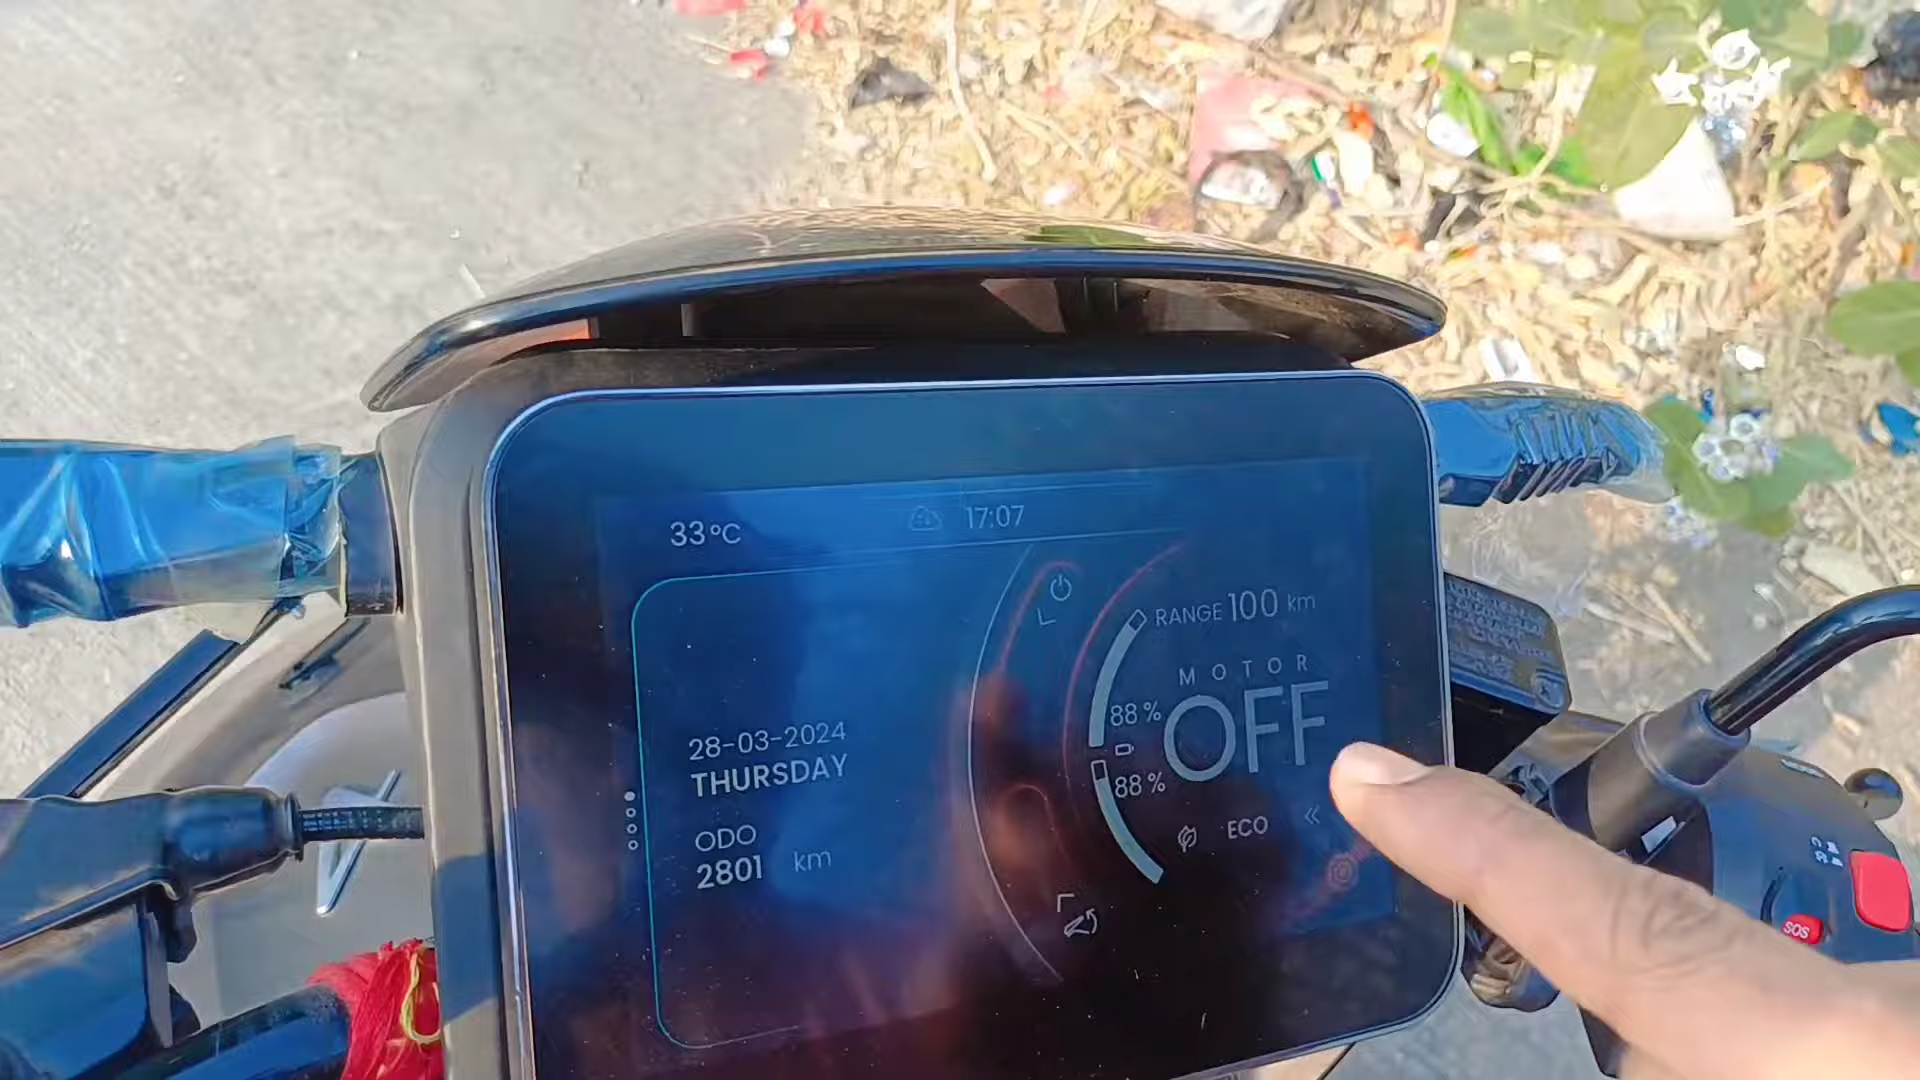 33°C
17:07
RANGE 100 km
MOTOR
OFF
88%
88%
ECO
28-03-2024
THURSDAY
ODO
2801 km
SOS